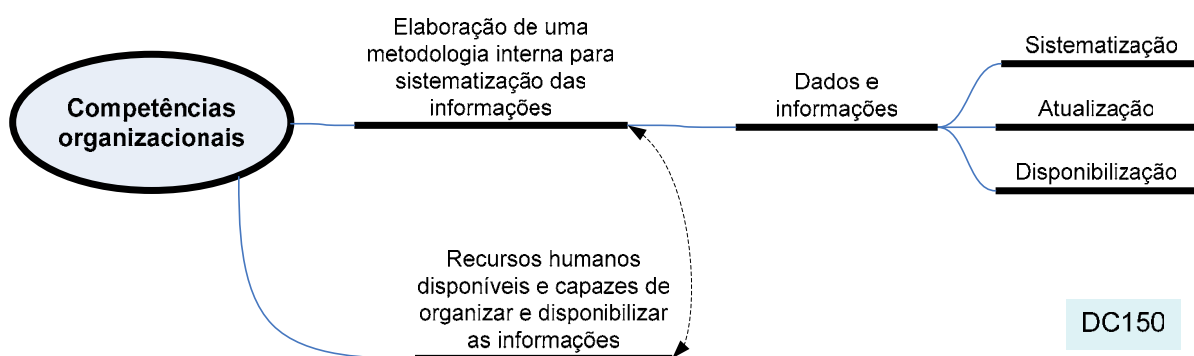 Competências
organizacionais
Elaboração de uma
metodologia interna para
sistematização das
informações
Dados e
informações
Sistematização
Atualização
Disponibilização
Recursos humanos
disponíveis e capazes de
organizar e disponibilizar
as informações
DC150